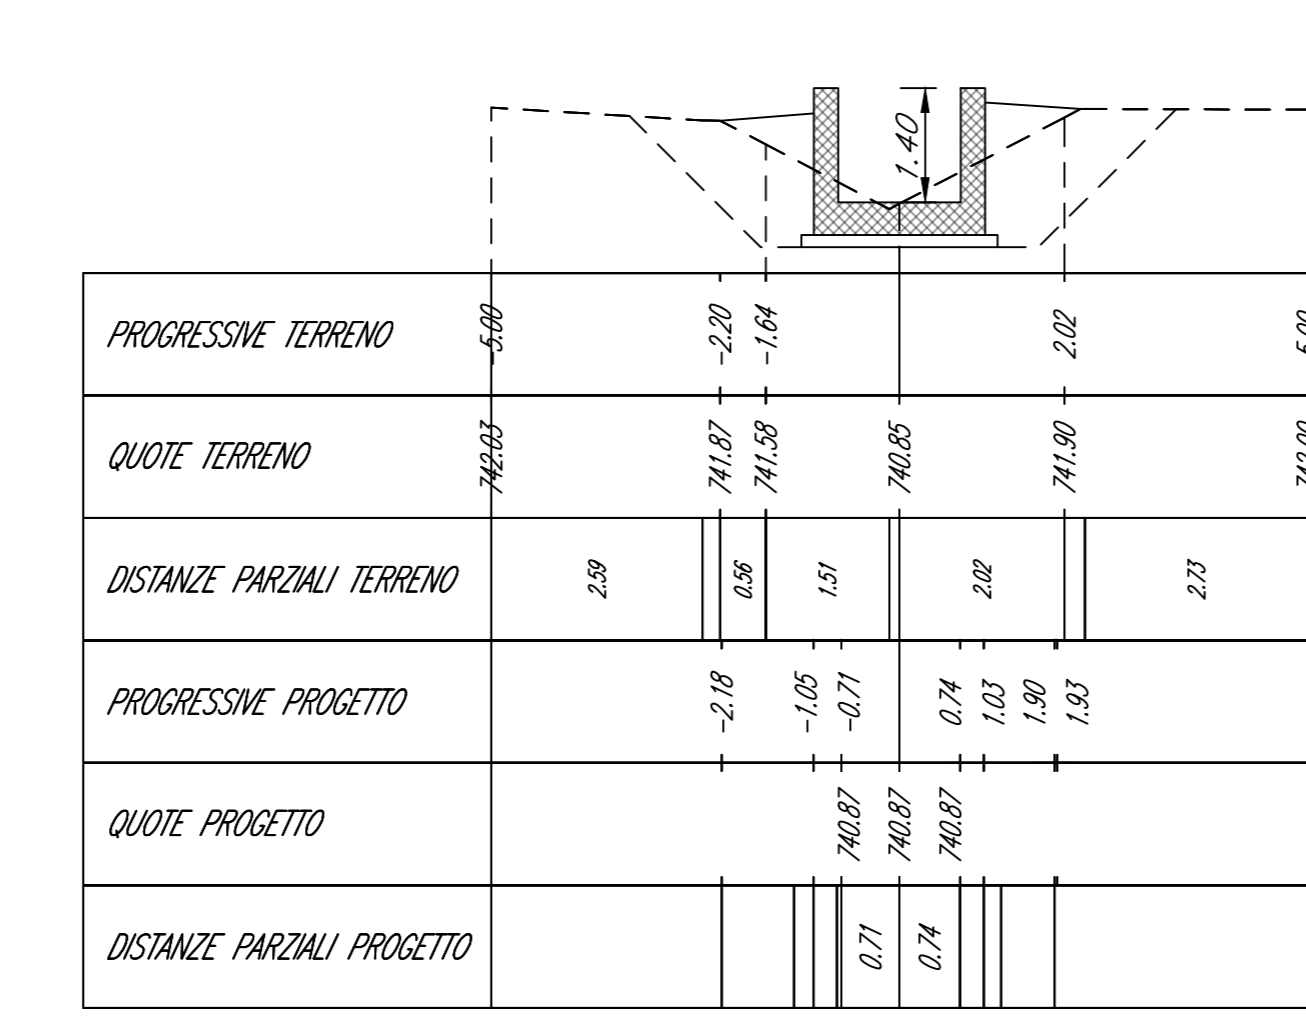 1.40
PROGRESSIVE TERRENO -5.00 -2.20 -1.64 2.02 5.00
QUOTE TERRENO 742.03 741.87 741.58 740.85 741.90
DISTANZE PARZIALI TERRENO 2.59 0.56 1.51 2.02 2.73
PROGRESSIVE PROGETTO -2.18 -1.05 -0.71 0.74 1.03 1.90 1.93
QUOTE PROGETTO 740.87 740.87 740.87
DISTANZE PARZIALI PROGETTO 0.71 0.74